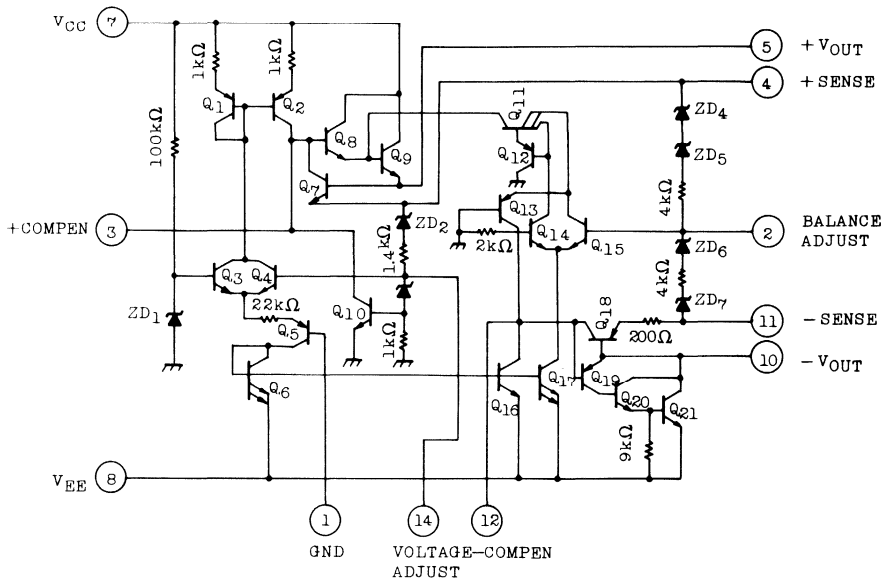 VCC 7
1kΩ
1kΩ
5 +VOUT
4 +SENSE
Q1
Q2
Q11
ZD4
100kΩ
Q8
Q9
Q12
ZD5
Q7
Q13
4kΩ
+COMPEN 3
ZD2
2kΩ
Q14
Q15
2 BALANCE
ADJUST
1.4kΩ
ZD6
Q3
Q4
4kΩ
ZD1
22kΩ
Q10
Q18
ZD7
Q5
1kΩ
12
200Ω
11 -SENSE
10 -VOUT
Q6
Q16
Q17
Q19
Q20
Q21
9kΩ
VEE 8
1
14
12
GND
VOLTAGE-COMPEN
ADJUST